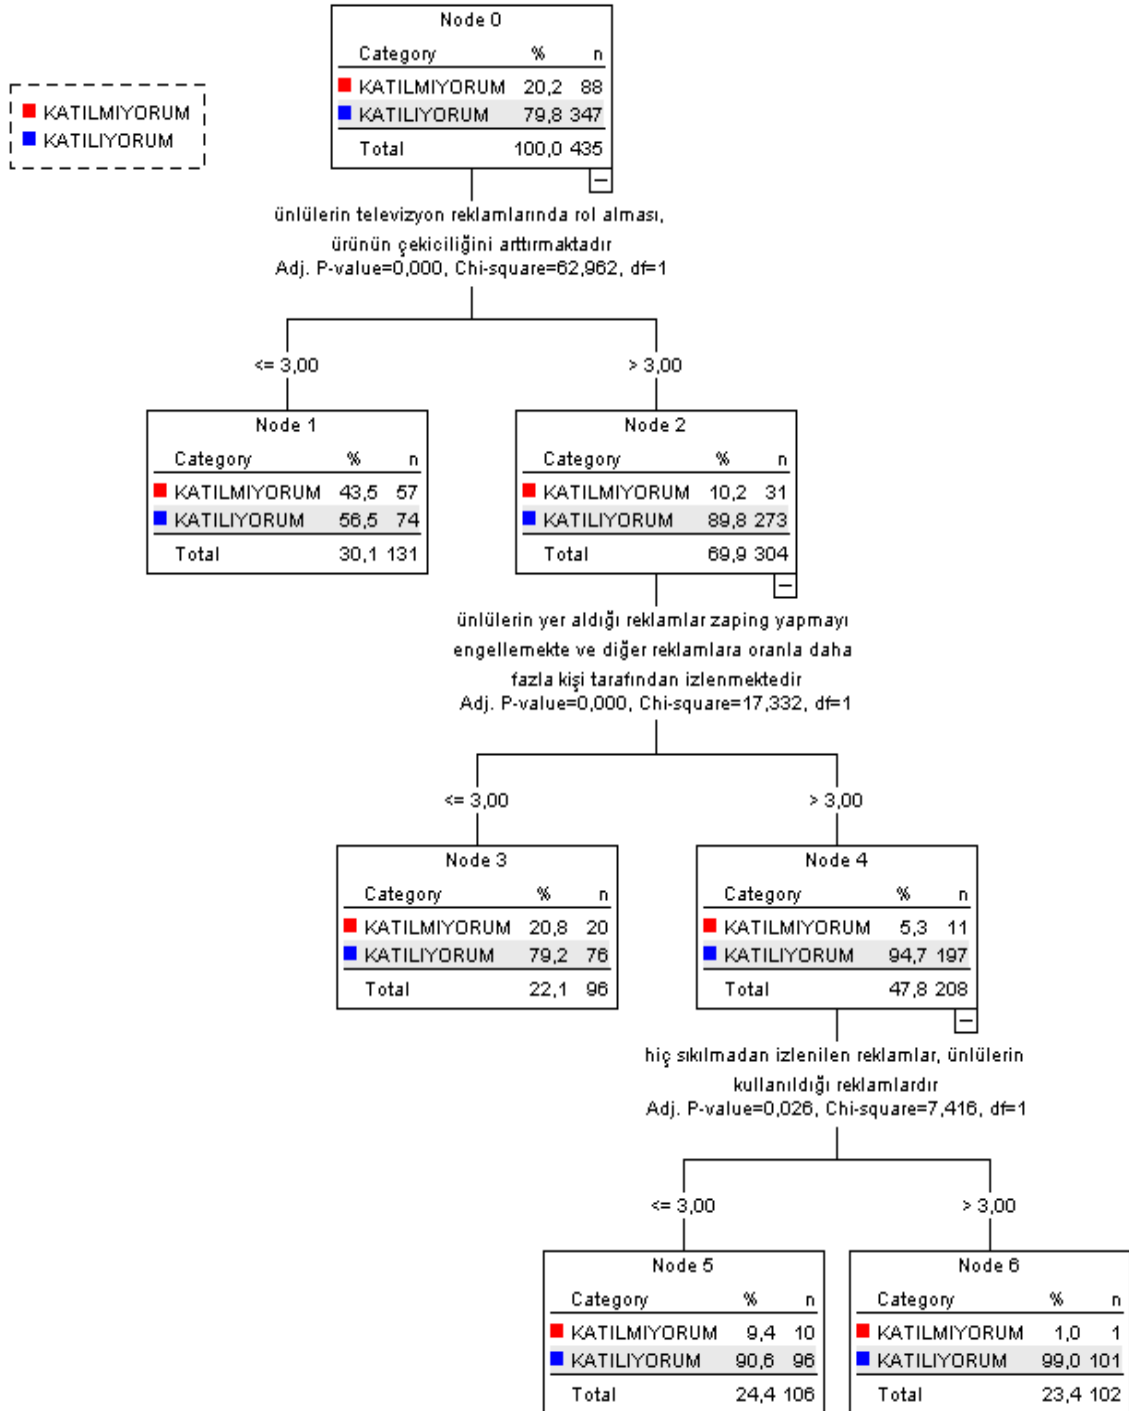 Node 0
Category % n
KATILMIYORUM 20,2 88
KATILIYORUM 79,8 347
Total 100,0 435
KATILMIYORUM
KATILIYORUM
ünlülerin televizyon reklamlarında rol alması,
ürünün çekiciliğini arttırmaktadır
Adj. P-value=0,000, Chi-square=62,962, df=1
<= 3,00
> 3,00
Node 1
Category % n
KATILMIYORUM 43,5 57
KATILIYORUM 56,5 74
Total 30,1 131
Node 2
Category % n
KATILMIYORUM 10,2 31
KATILIYORUM 89,8 273
Total 69,9 304
ünlülerin yer aldığı reklamlar zaping yapmayı
engellemekte ve diğer reklamlara oranla daha
fazla kişi tarafından izlenmektedir
Adj. P-value=0,000, Chi-square=17,332, df=1
<= 3,00
> 3,00
Node 3
Category % n
KATILMIYORUM 20,8 20
KATILIYORUM 79,2 76
Total 22,1 96
Node 4
Category % n
KATILMIYORUM 5,3 11
KATILIYORUM 94,7 197
Total 47,8 208
hiç sıkılmadan izlenilen reklamlar, ünlülerin
kullanıldığı reklamlardır
Adj. P-value=0,026, Chi-square=7,416, df=1
<= 3,00
> 3,00
Node 5
Category % n
KATILMIYORUM 9,4 10
KATILIYORUM 90,6 96
Total 24,4 106
Node 6
Category % n
KATILMIYORUM 1,0 1
KATILIYORUM 99,0 101
Total 23,4 102